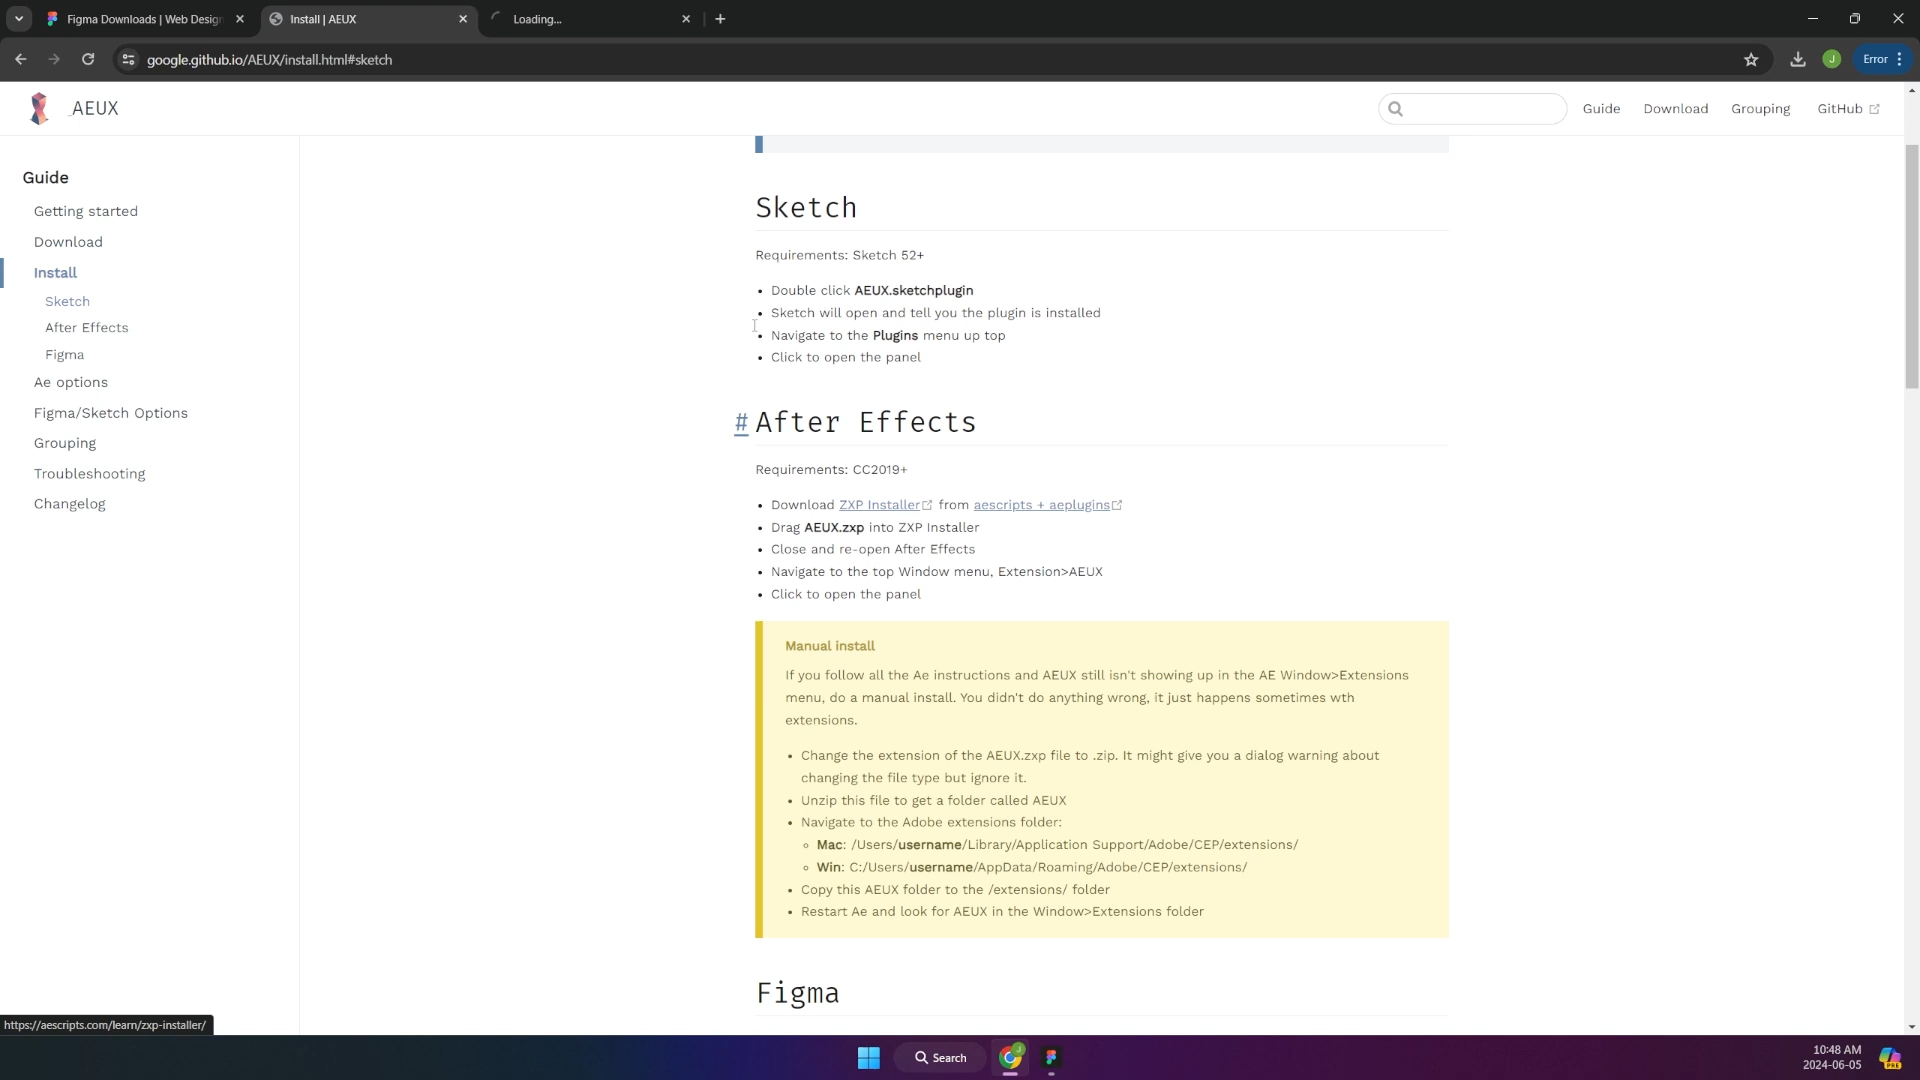 Figma Downloads | Web Design
Install | AEUX
Loading...
google.github.io/AEUX/install.html#sketch
J
Error
_AEUX
Guide
Download
Grouping
GitHub
Guide
Getting started
Download
Install
Sketch
After Effects
Figma
Ae options
Figma/Sketch Options
Grouping
Troubleshooting
Changelog
Sketch
Requirements: Sketch 52+
• Double click AEUX.sketchplugin
• Sketch will open and tell you the plugin is installed
• Navigate to the Plugins menu up top
• Click to open the panel
# After Effects
Requirements: CC2019+
• Download ZXP Installer from aescripts + aeplugins
• Drag AEUX.zxp into ZXP Installer
• Close and re-open After Effects
• Navigate to the top Window menu, Extension>AEUX
• Click to open the panel
Manual install
If you follow all the Ae instructions and AEUX still isn't showing up in the AE Window>Extensions
menu, do a manual install. You didn't do anything wrong, it just happens sometimes wth
extensions.
• Change the extension of the AEUX.zxp file to .zip. It might give you a dialog warning about
changing the file type but ignore it.
• Unzip this file to get a folder called AEUX
• Navigate to the Adobe extensions folder:
◦ Mac: /Users/username/Library/Application Support/Adobe/CEP/extensions/
◦ Win: C:/Users/username/AppData/Roaming/Adobe/CEP/extensions/
• Copy this AEUX folder to the /extensions/ folder
• Restart Ae and look for AEUX in the Window>Extensions folder
Figma
https://aescripts.com/learn/zxp-installer/
Search
J
10:48 AM
2024-06-05
PRE